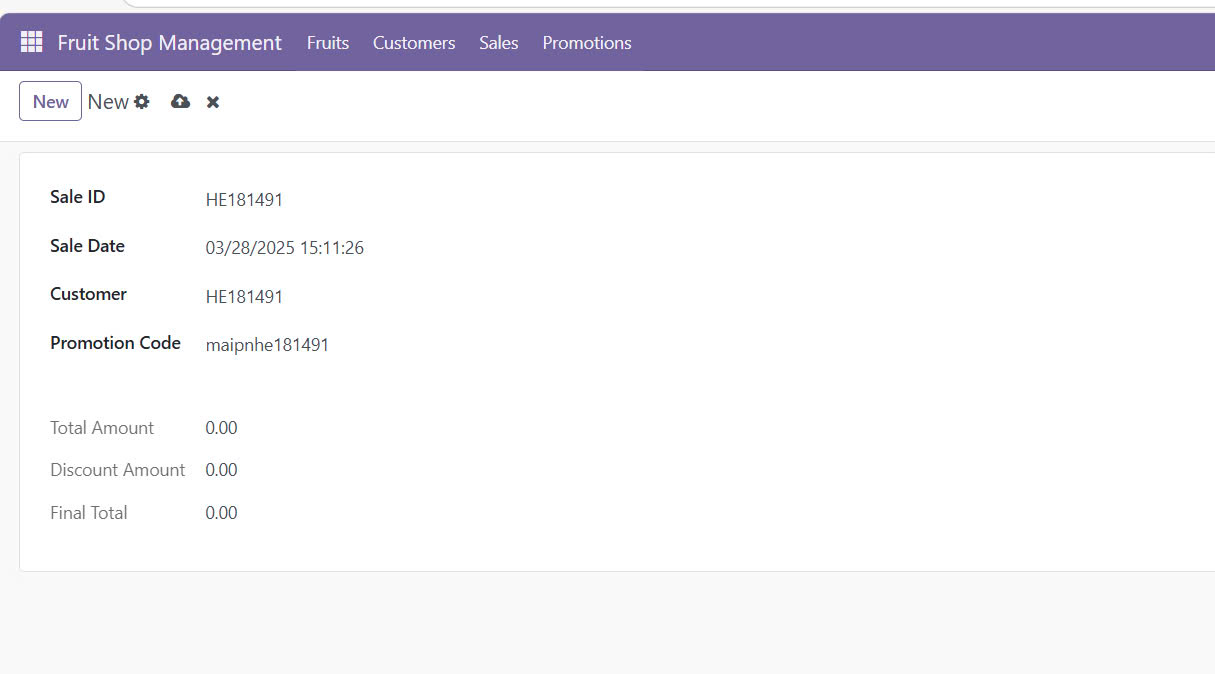 Fruit Shop Management Fruits Customers Sales Promotions
New New
Sale ID HE181491
Sale Date 03/28/2025 15:11:26
Customer HE181491
Promotion Code maipnhe181491
Total Amount 0.00
Discount Amount 0.00
Final Total 0.00